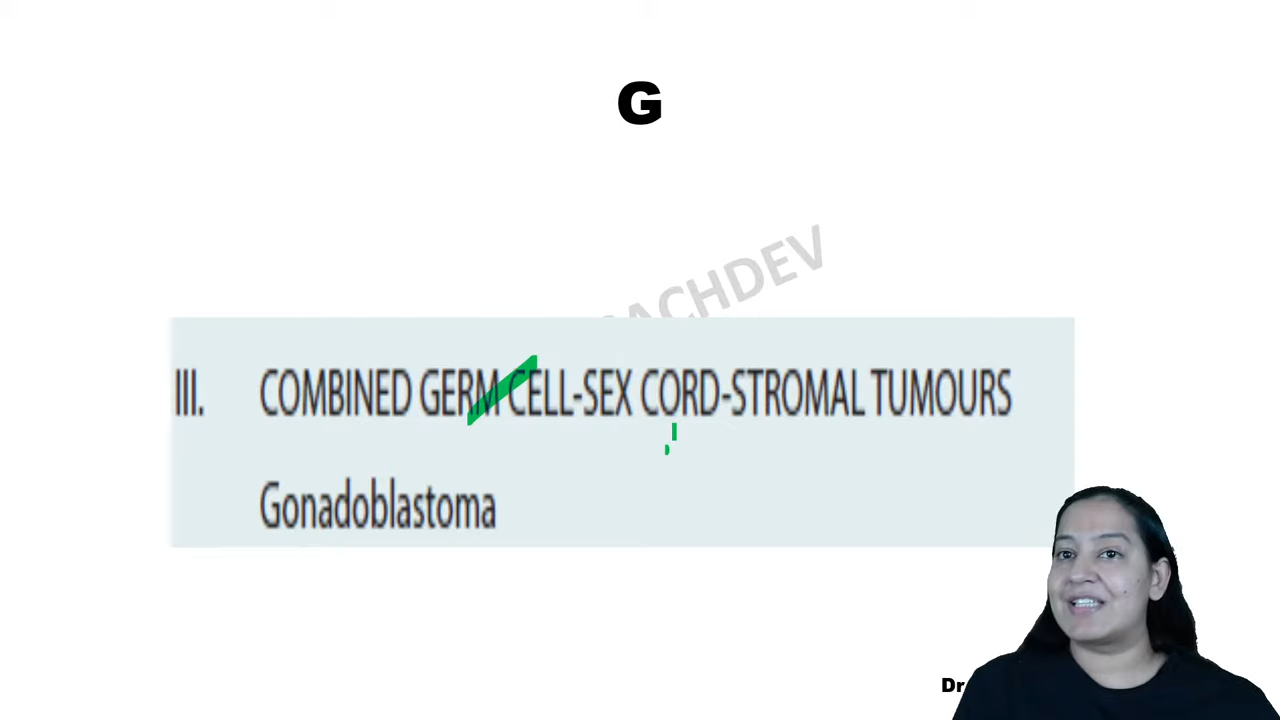 G
III. COMBINED GERM CELL-SEX CORD-STROMAL TUMOURS
Gonadoblastoma
Dr